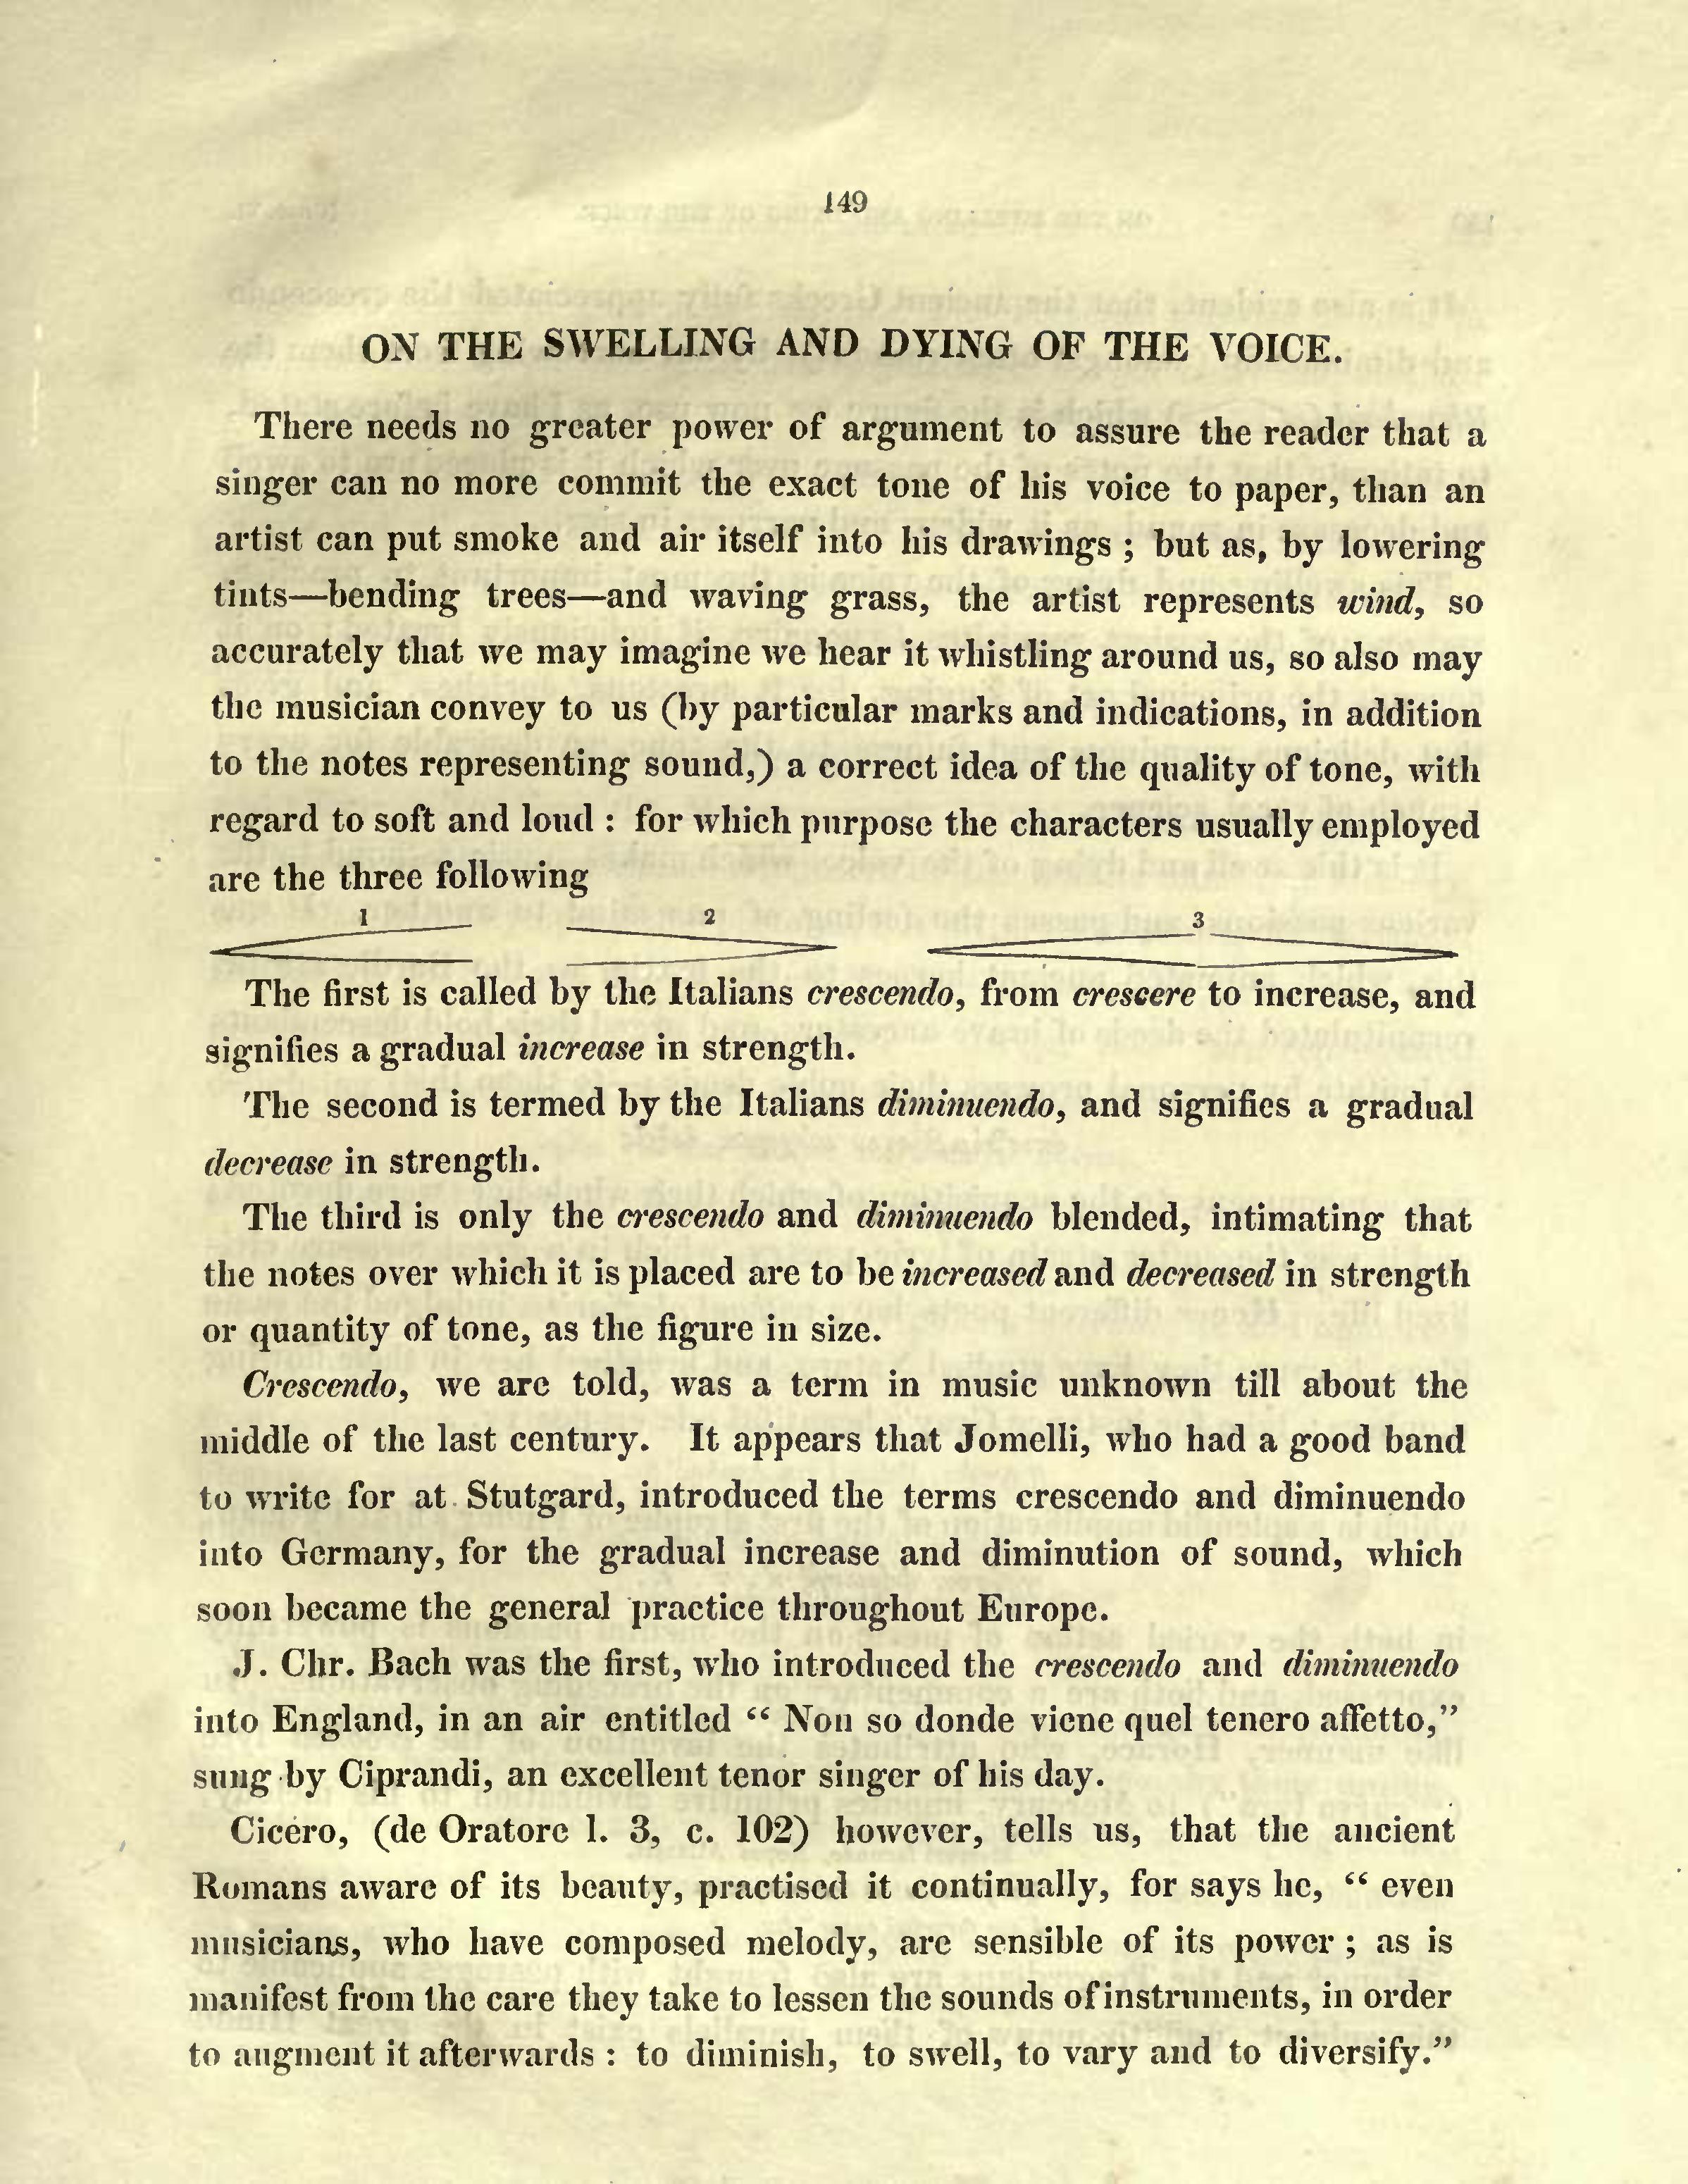 149
ON THE SWELLING AND DYING OF THE VOICE.
There needs no greater power of argument to assure the reader that a
singer can no more commit the exact tone of his voice to paper, than an
artist can put smoke and air itself into his drawings ; but as, by lowering
tints—bending trees—and waving grass, the artist represents wind, so
accurately that we may imagine we hear it whistling around us, so also may
the musician convey to us (by particular marks and indications, in addition
to the notes representing sound,) a correct idea of the quality of tone, with
regard to soft and loud : for which purpose the characters usually employed
are the three following
1 2 3
The first is called by the Italians crescendo, from crescere to increase, and
signifies a gradual increase in strength.
The second is termed by the Italians diminuendo, and signifies a gradual
decrease in strength.
The third is only the crescendo and diminuendo blended, intimating that
the notes over which it is placed are to be increased and decreased in strength
or quantity of tone, as the figure in size.
Crescendo, we are told, was a term in music unknown till about the
middle of the last century. It appears that Jomelli, who had a good band
to write for at Stutgard, introduced the terms crescendo and diminuendo
into Germany, for the gradual increase and diminution of sound, which
soon became the general practice throughout Europe.
J. Chr. Bach was the first, who introduced the crescendo and diminuendo
into England, in an air entitled “ Non so donde viene quel tenero affetto,”
sung by Ciprandi, an excellent tenor singer of his day.
Cicero, (de Oratore l. 3, c. 102) however, tells us, that the ancient
Romans aware of its beauty, practised it continually, for says he, “ even
musicians, who have composed melody, are sensible of its power ; as is
manifest from the care they take to lessen the sounds of instruments, in order
to augment it afterwards : to diminish, to swell, to vary and to diversify.”